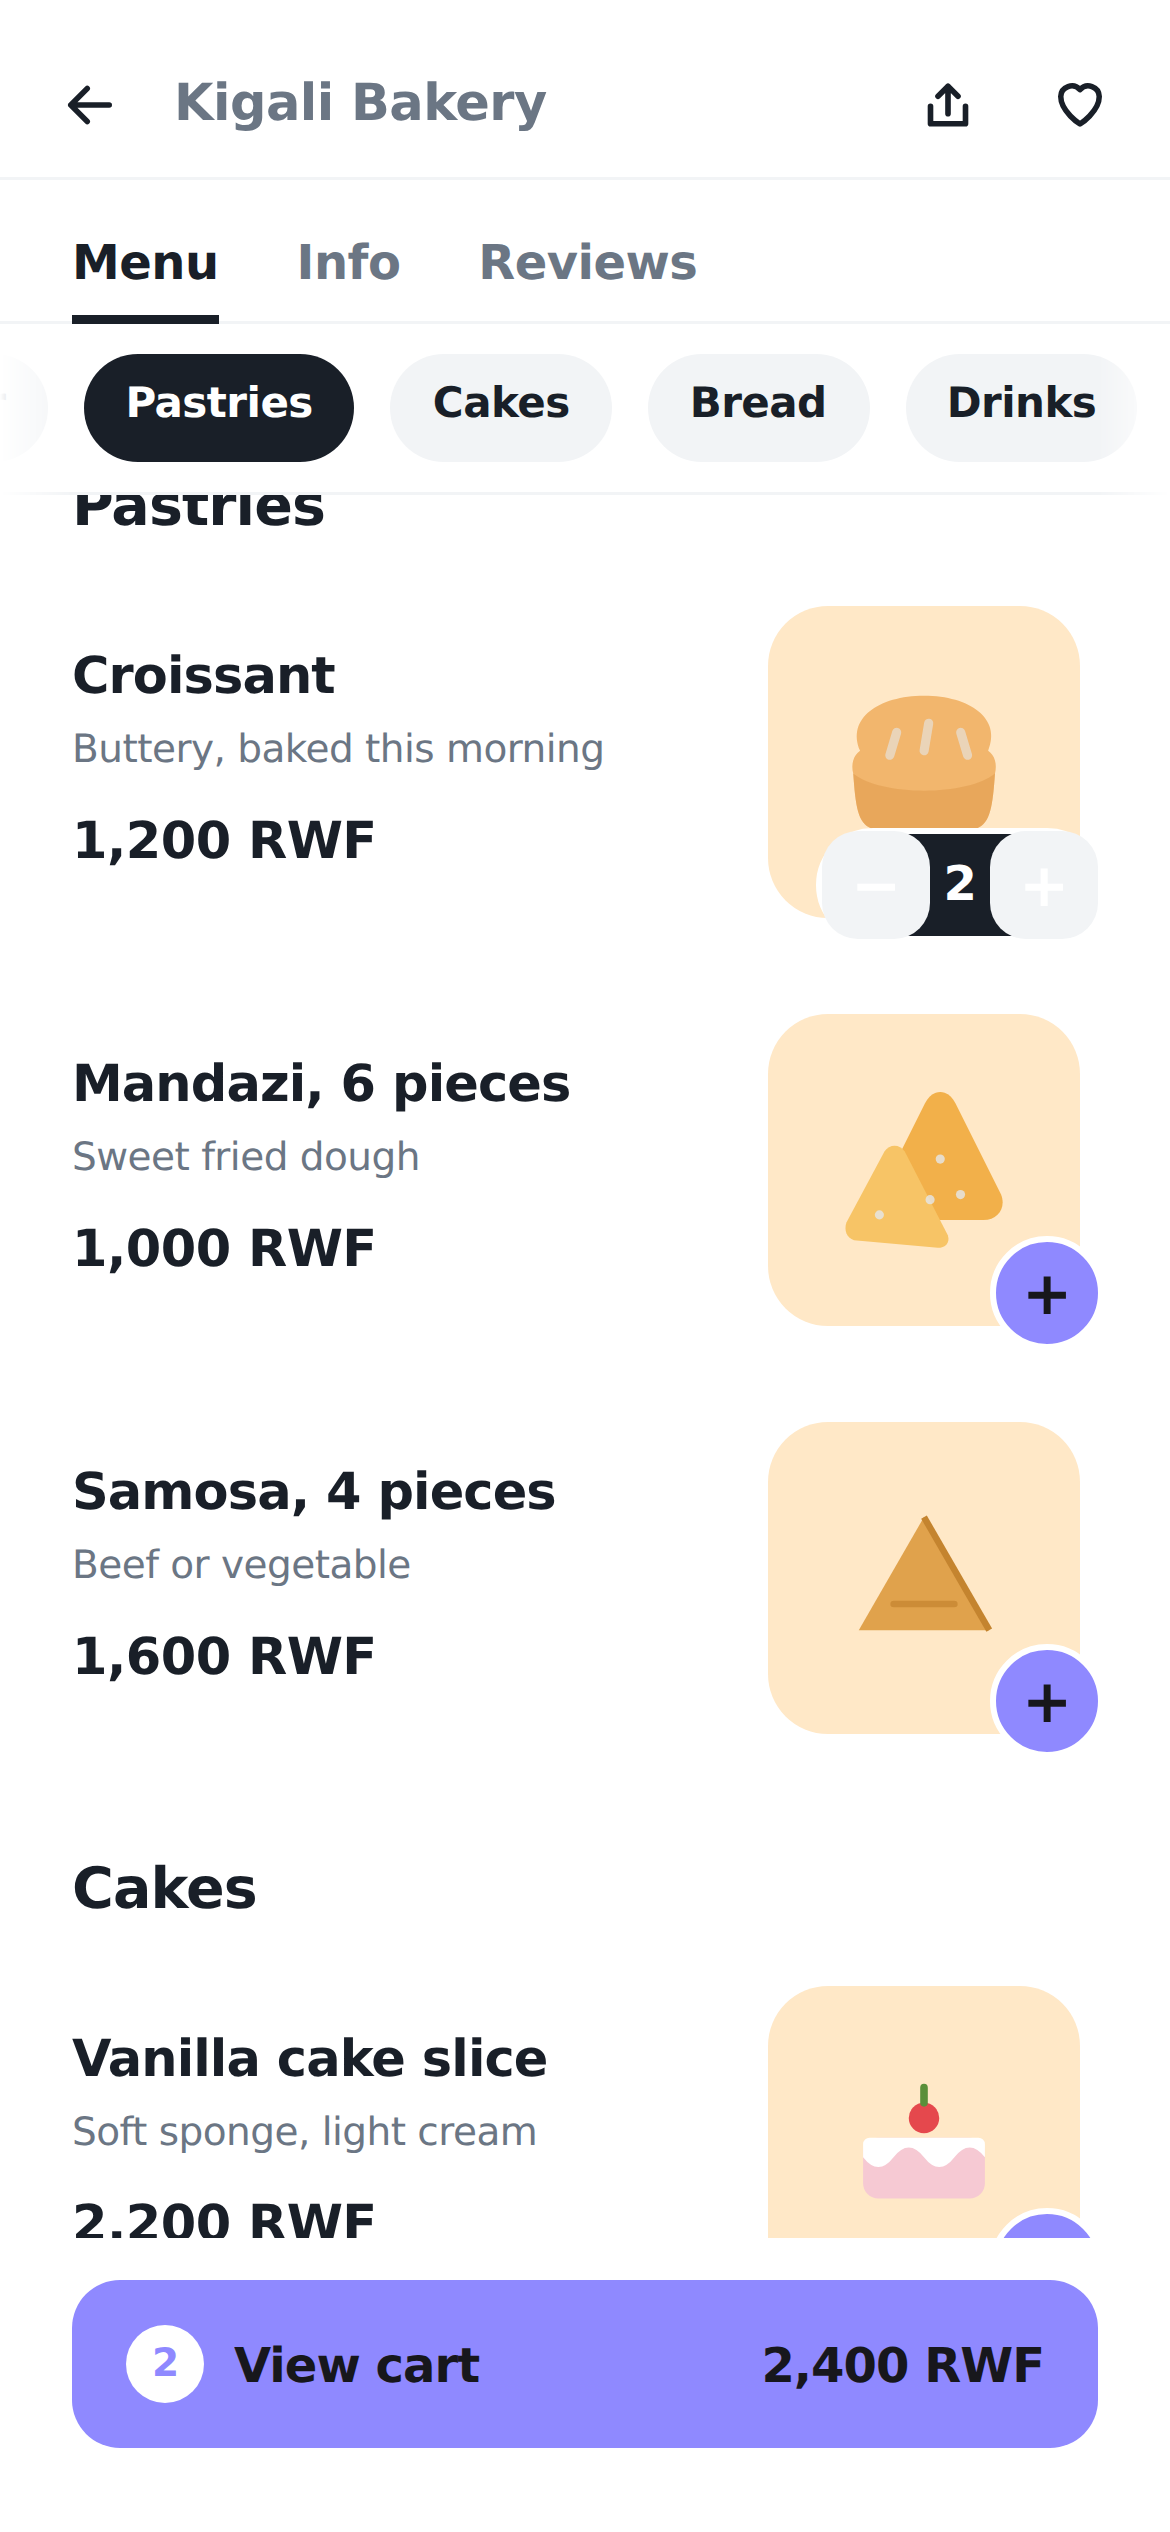 Kigali Bakery
Menu Info Reviews
Pastries Cakes Bread Drinks
Pastries
Croissant
Buttery, baked this morning
1,200 RWF
− 2 +
Mandazi, 6 pieces
Sweet fried dough
1,000 RWF
+
Samosa, 4 pieces
Beef or vegetable
1,600 RWF
+
Cakes
Vanilla cake slice
Soft sponge, light cream
2,200 RWF
2 View cart 2,400 RWF